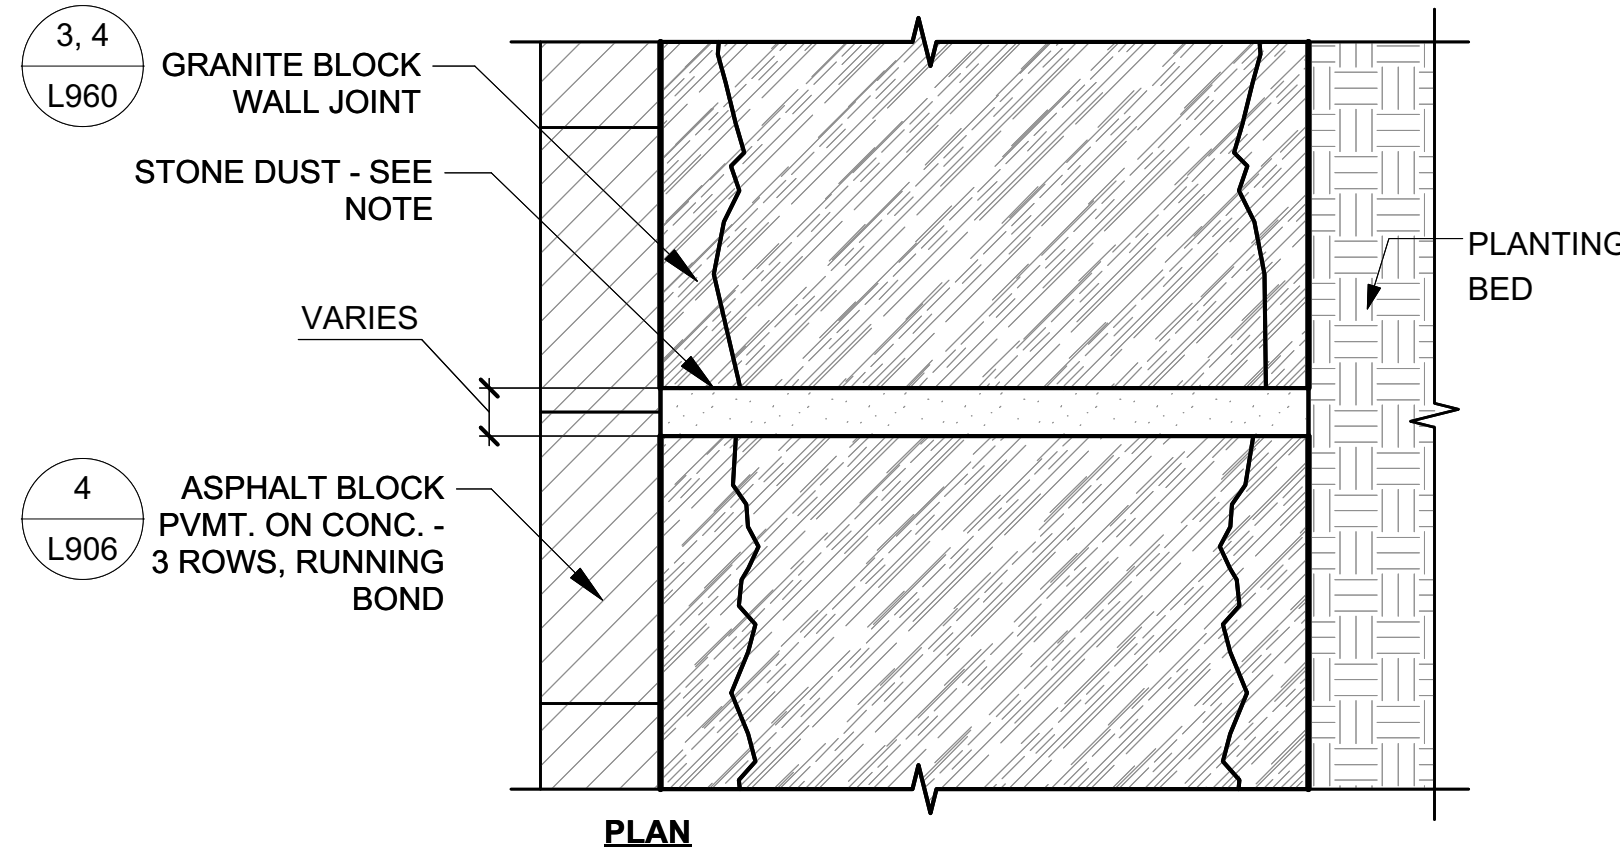 3, 4
L960
GRANITE BLOCK
WALL JOINT
STONE DUST - SEE
NOTE
VARIES
PLANTING
BED
4
L906
ASPHALT BLOCK
PVMT. ON CONC. -
3 ROWS, RUNNING
BOND
PLAN